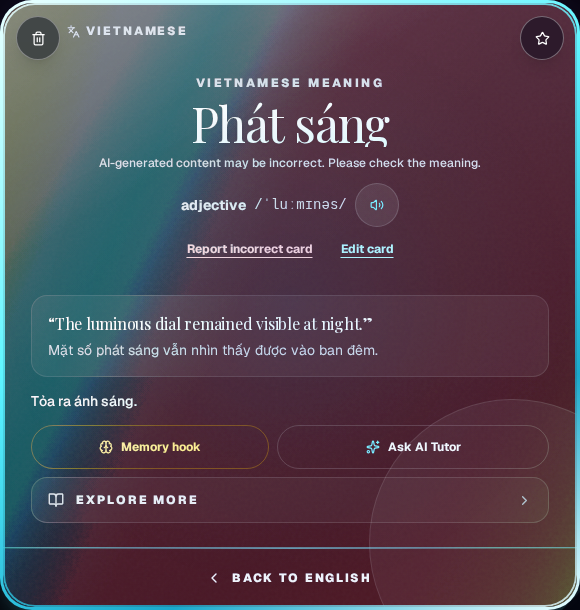 VIETNAMESE
VIETNAMESE MEANING
Phát sáng
AI-generated content may be incorrect. Please check the meaning.
adjective /ˈluːmɪnəs/
Report incorrect card Edit card
“The luminous dial remained visible at night.”
Mặt số phát sáng vẫn nhìn thấy được vào ban đêm.
Tỏa ra ánh sáng.
Memory hook Ask AI Tutor
EXPLORE MORE
BACK TO ENGLISH